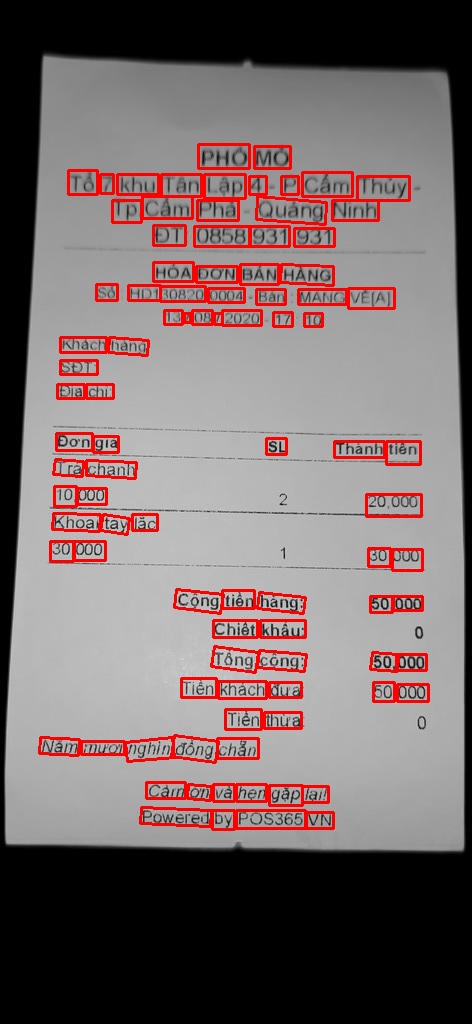 PHỐ MỎ
Tổ 7 khu Tân Lập 4 - P Cẩm Thủy -
Tp Cẩm Phả - Quảng Ninh
ĐT: 0858 931 931
HÓA ĐƠN BÁN HÀNG
Số : HD130820.0004 - Bàn : MANG VỀ[A]
13/08/2020 - 17 : 10
Khách hàng:
SĐT:
Địa chỉ:
Đơn giá SL Thành tiền
Trà chanh
10,000 2 20,000
Khoai tây lắc
30,000 1 30,000
Cộng tiền hàng: 50,000
Chiết khấu: 0
Tổng cộng: 50,000
Tiền khách đưa: 50,000
Tiền thừa: 0
Năm mươi nghìn đồng chẵn
Cảm ơn và hẹn gặp lại!
Powered by POS365.VN